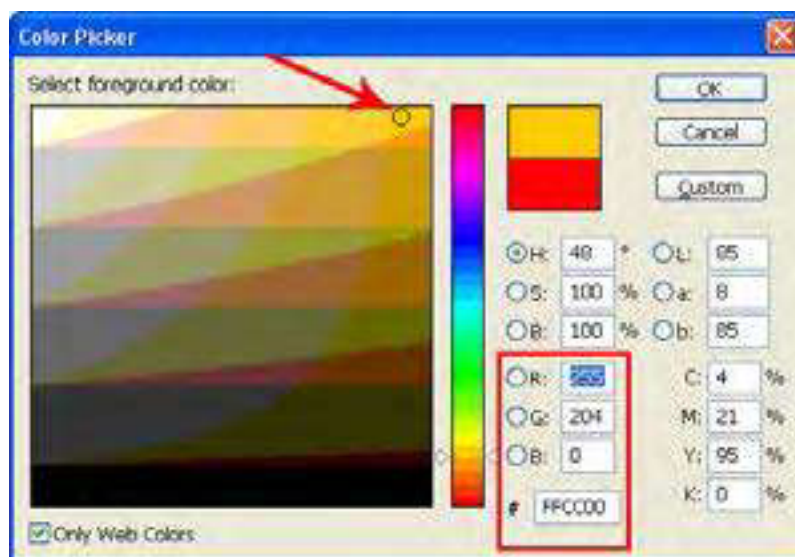 Color Picker
Select foreground color:
OK
Cancel
Custom
H: 48 ° L: 85
S: 100 % a: 8
B: 100 % b: 85
R: 255 C: 4 %
G: 204 M: 21 %
B: 0 Y: 95 %
# FFCC00 K: 0 %
Only Web Colors